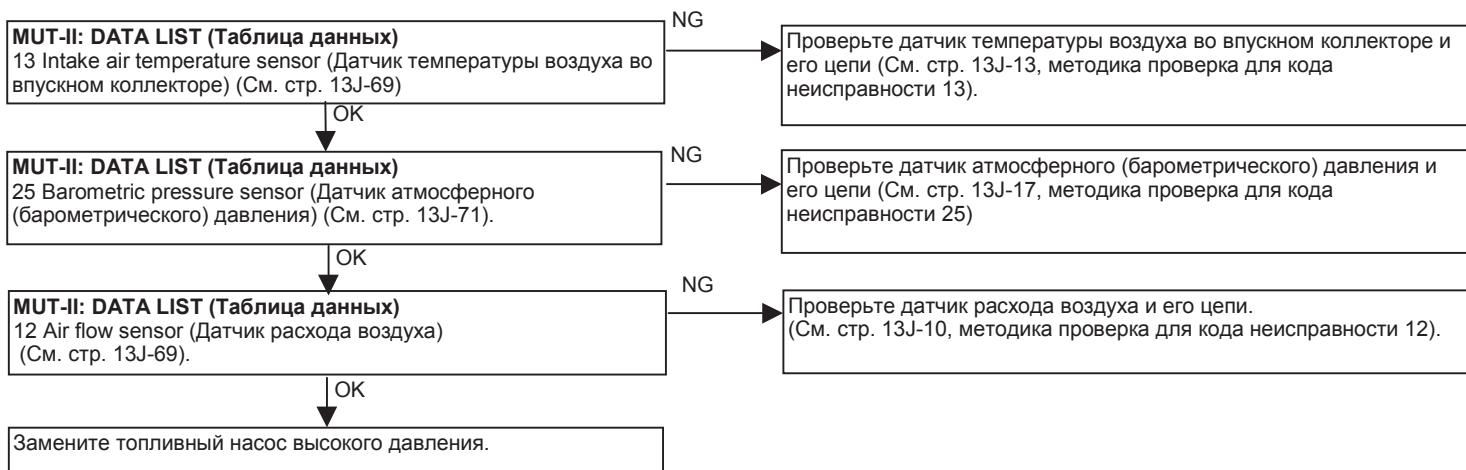 MUT-II: DATA LIST (Таблица данных)
13 Intake air temperature sensor (Датчик температуры воздуха во
впускном коллекторе) (См. стр. 13J-69)
NG
Проверьте датчик температуры воздуха во впускном коллекторе и
его цепи (См. стр. 13J-13, методика проверка для кода
неисправности 13).
OK
MUT-II: DATA LIST (Таблица данных)
25 Barometric pressure sensor (Датчик атмосферного
(барометрического) давления) (См. стр. 13J-71).
NG
Проверьте датчик атмосферного (барометрического) давления и
его цепи (См. стр. 13J-17, методика проверка для кода
неисправности 25)
OK
MUT-II: DATA LIST (Таблица данных)
12 Air flow sensor (Датчик расхода воздуха)
(См. стр. 13J-69).
NG
Проверьте датчик расхода воздуха и его цепи.
(См. стр. 13J-10, методика проверка для кода неисправности 12).
OK
Замените топливный насос высокого давления.